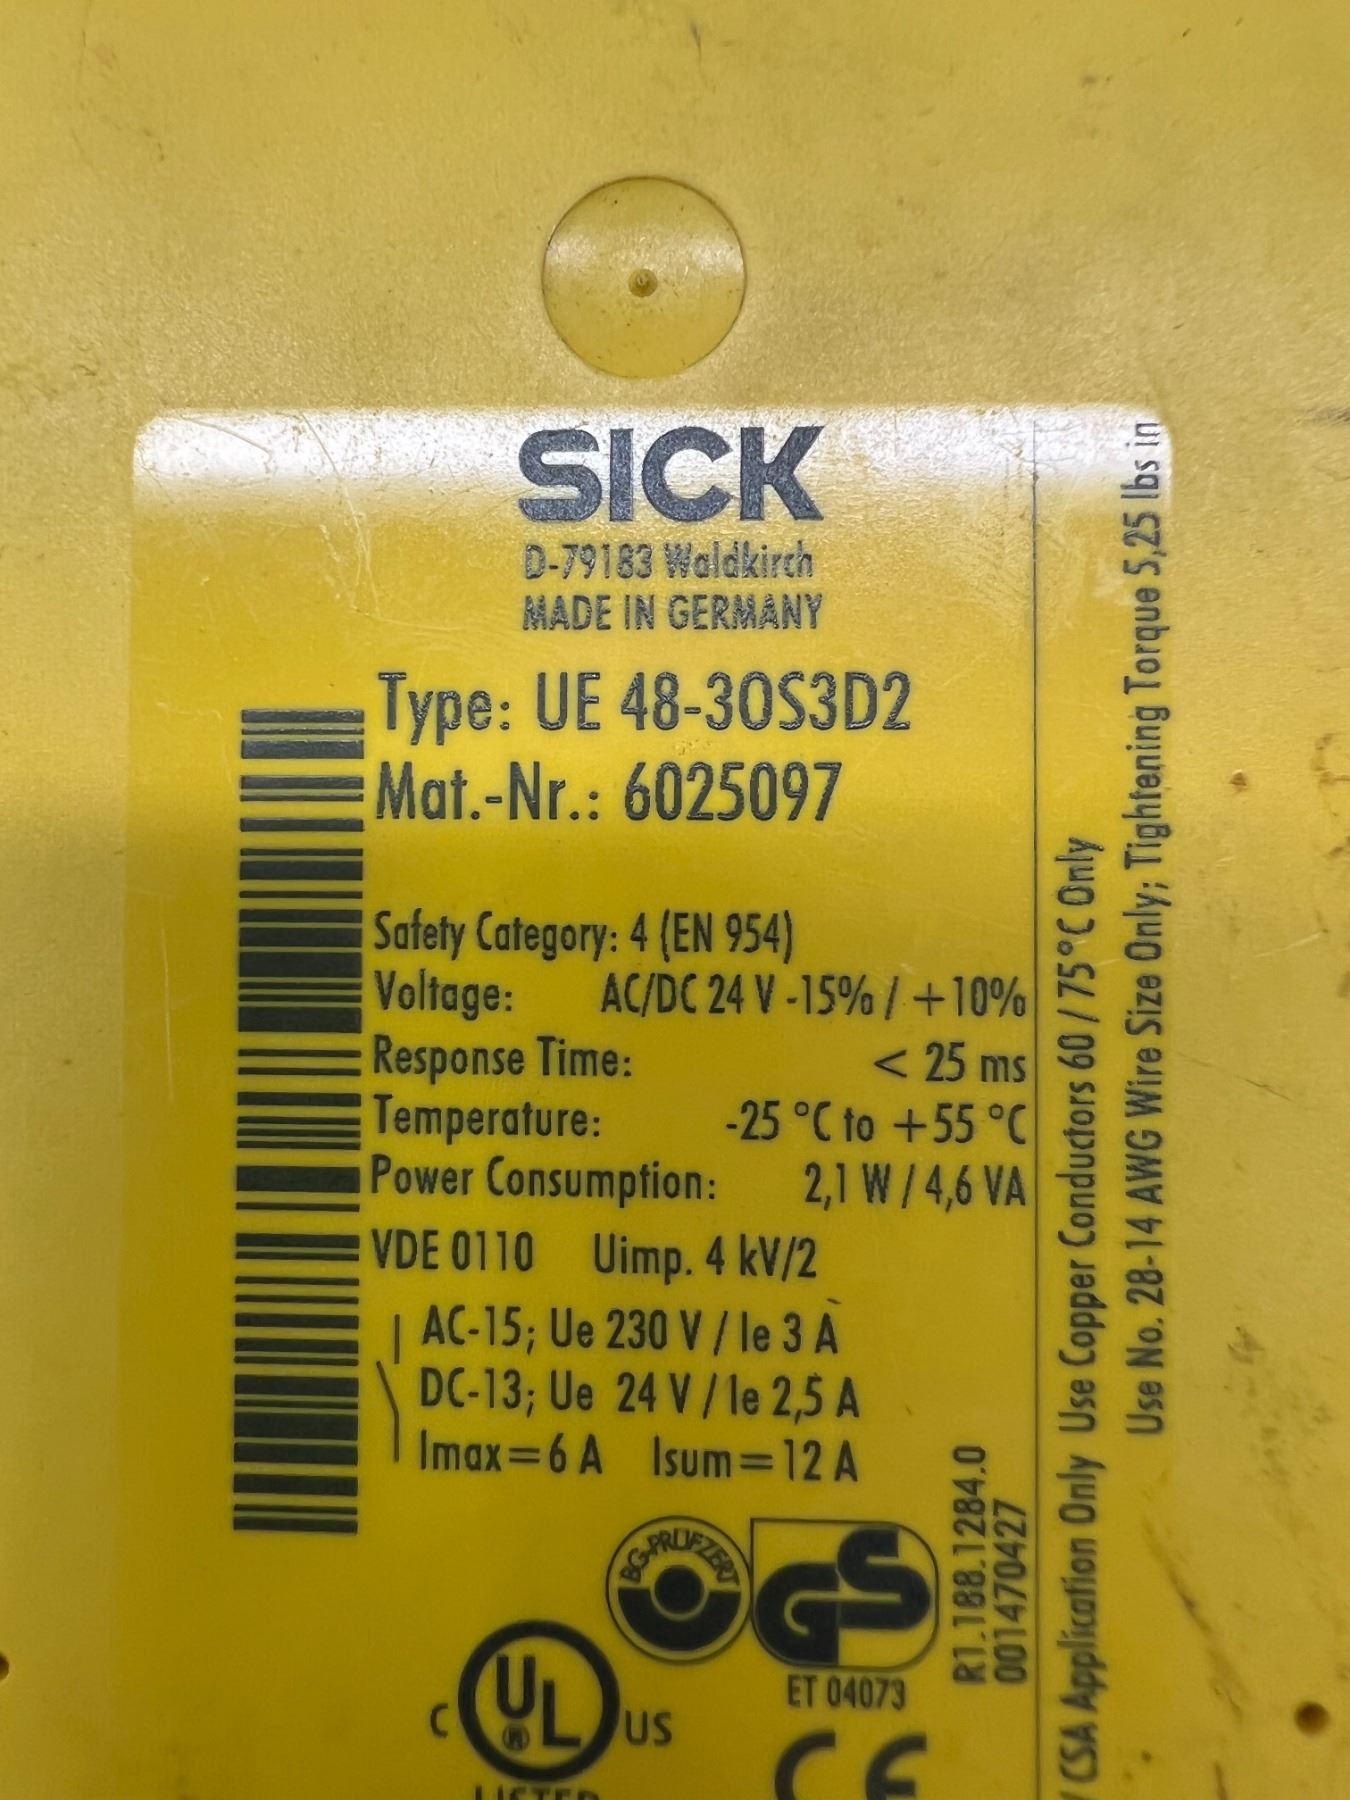 SICK
D-79183 Waldkirch
MADE IN GERMANY
Type: UE 48-3OS3D2
Mat.-Nr.: 6025097
Safety Category: 4 (EN 954)
Voltage: AC/DC 24 V -15% / +10%
Response Time: < 25 ms
Temperature: -25 °C to +55 °C
Power Consumption: 2,1 W / 4,6 VA
VDE 0110 Uimp. 4 kV/2
AC-15; Ue 230 V / Ie 3 A
DC-13; Ue 24 V / Ie 2,5 A
Imax=6 A Isum=12 A
BG-PRÜFZERT
GS
ET 04073
R1.188.1284.0
001470427
C UL ® US
LISTED
CE
/ CSA Application Only Use Copper Conductors 60 / 75°C Only
Use No. 28-14 AWG Wire Size Only; Tightening Torque 5,25 lbs in